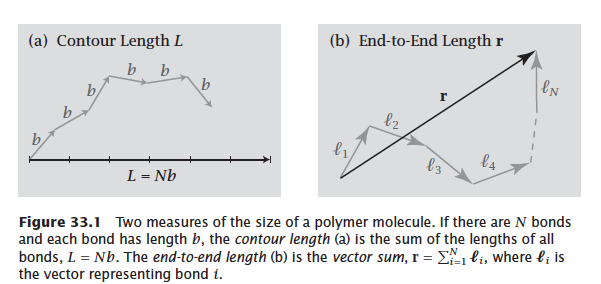 (a) Contour Length L
b
b
b
b
b
b
L = Nb
(b) End-to-End Length r
r
ℓ1
ℓ2
ℓ3
ℓ4
ℓN
Figure 33.1 Two measures of the size of a polymer molecule. If there are N bonds
and each bond has length b, the contour length (a) is the sum of the lengths of all
bonds, L = Nb. The end-to-end length (b) is the vector sum, r = Σᴺᵢ₌₁ ℓᵢ, where ℓᵢ is
the vector representing bond i.